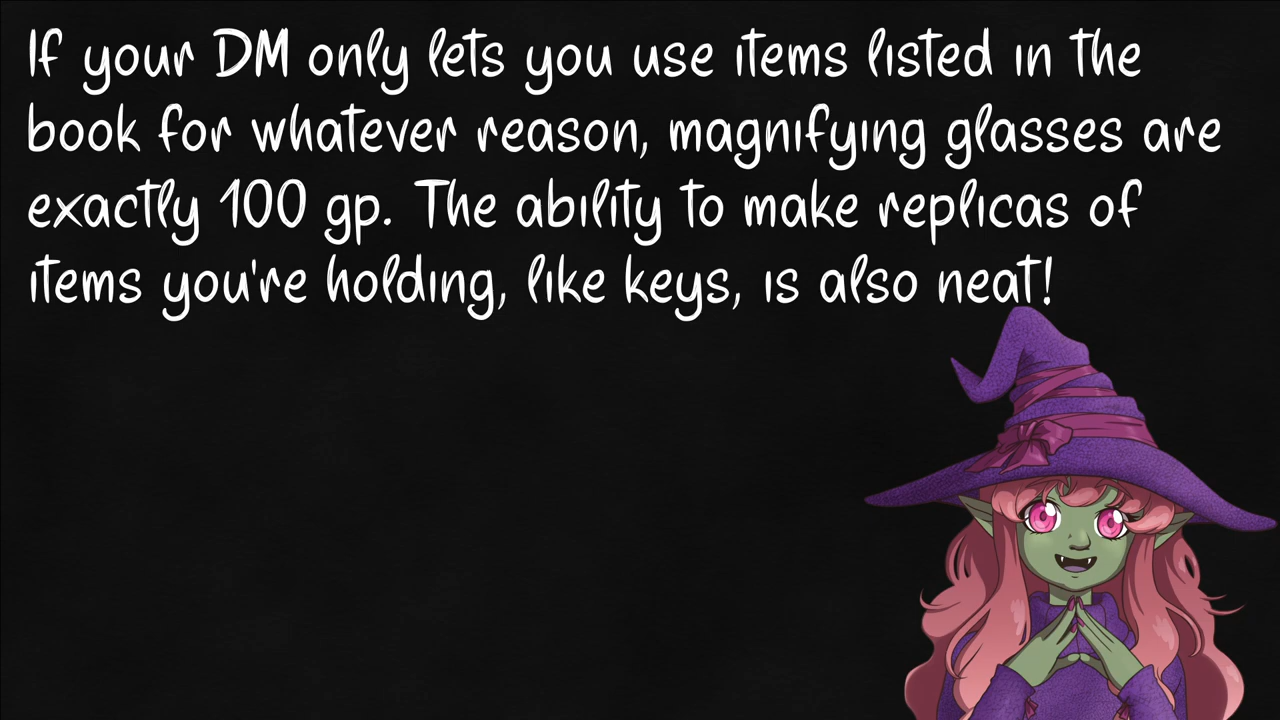 If your DM only lets you use items listed in the
book for whatever reason, magnifying glasses are
exactly 100 gp. The ability to make replicas of
items you're holding, like keys, is also neat!